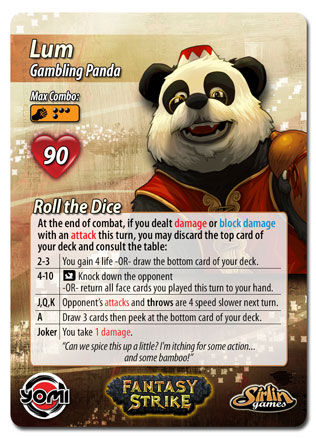 Lum
Gambling Panda
Max Combo:
90
Roll the Dice
At the end of combat, if you dealt damage or block damage
with an attack this turn, you may discard the top card of
your deck and consult the table:
2-3 You gain 4 life -OR- draw the bottom card of your deck.
4-10 Knock down the opponent
-OR- return all face cards you played this turn to your hand.
J,Q,K Opponent's attacks and throws are 4 speed slower next turn.
A Draw 3 cards then peek at the bottom card of your deck.
Joker You take 1 damage.
"Can we spice this up a little? I'm itching for some action...
and some bamboo!"
YOMI
FANTASY
STRIKE
Sirlin
games